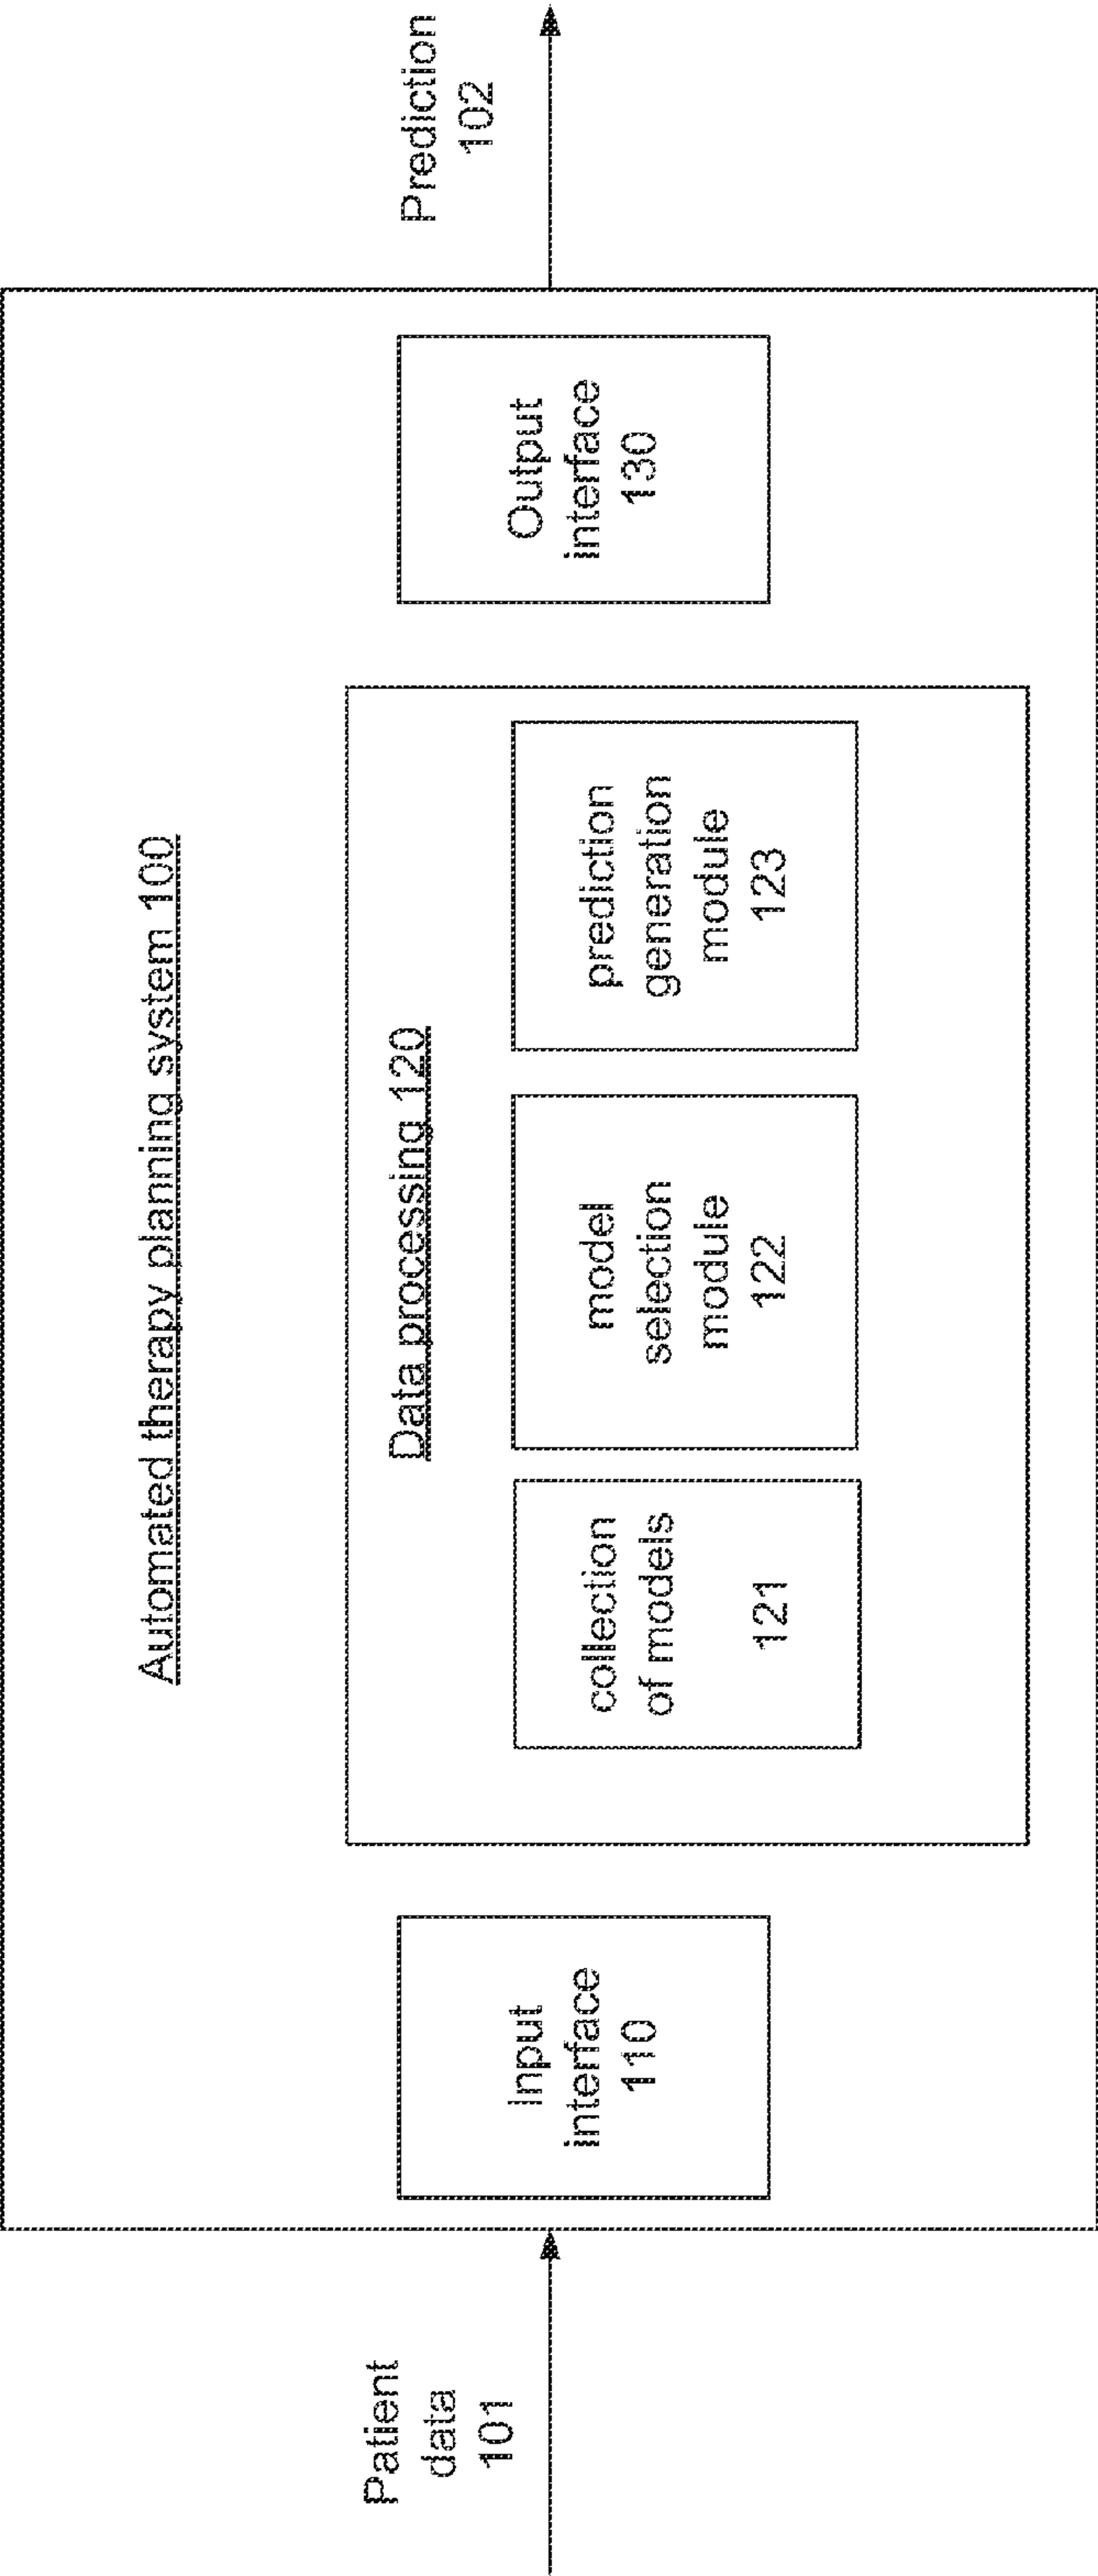 Automated therapy planning system 100
Patient
data
101
Input
interface
110
Data processing 120
collection
of models
121
model
selection
module
122
prediction
generation
module
123
Output
interface
130
Prediction
102